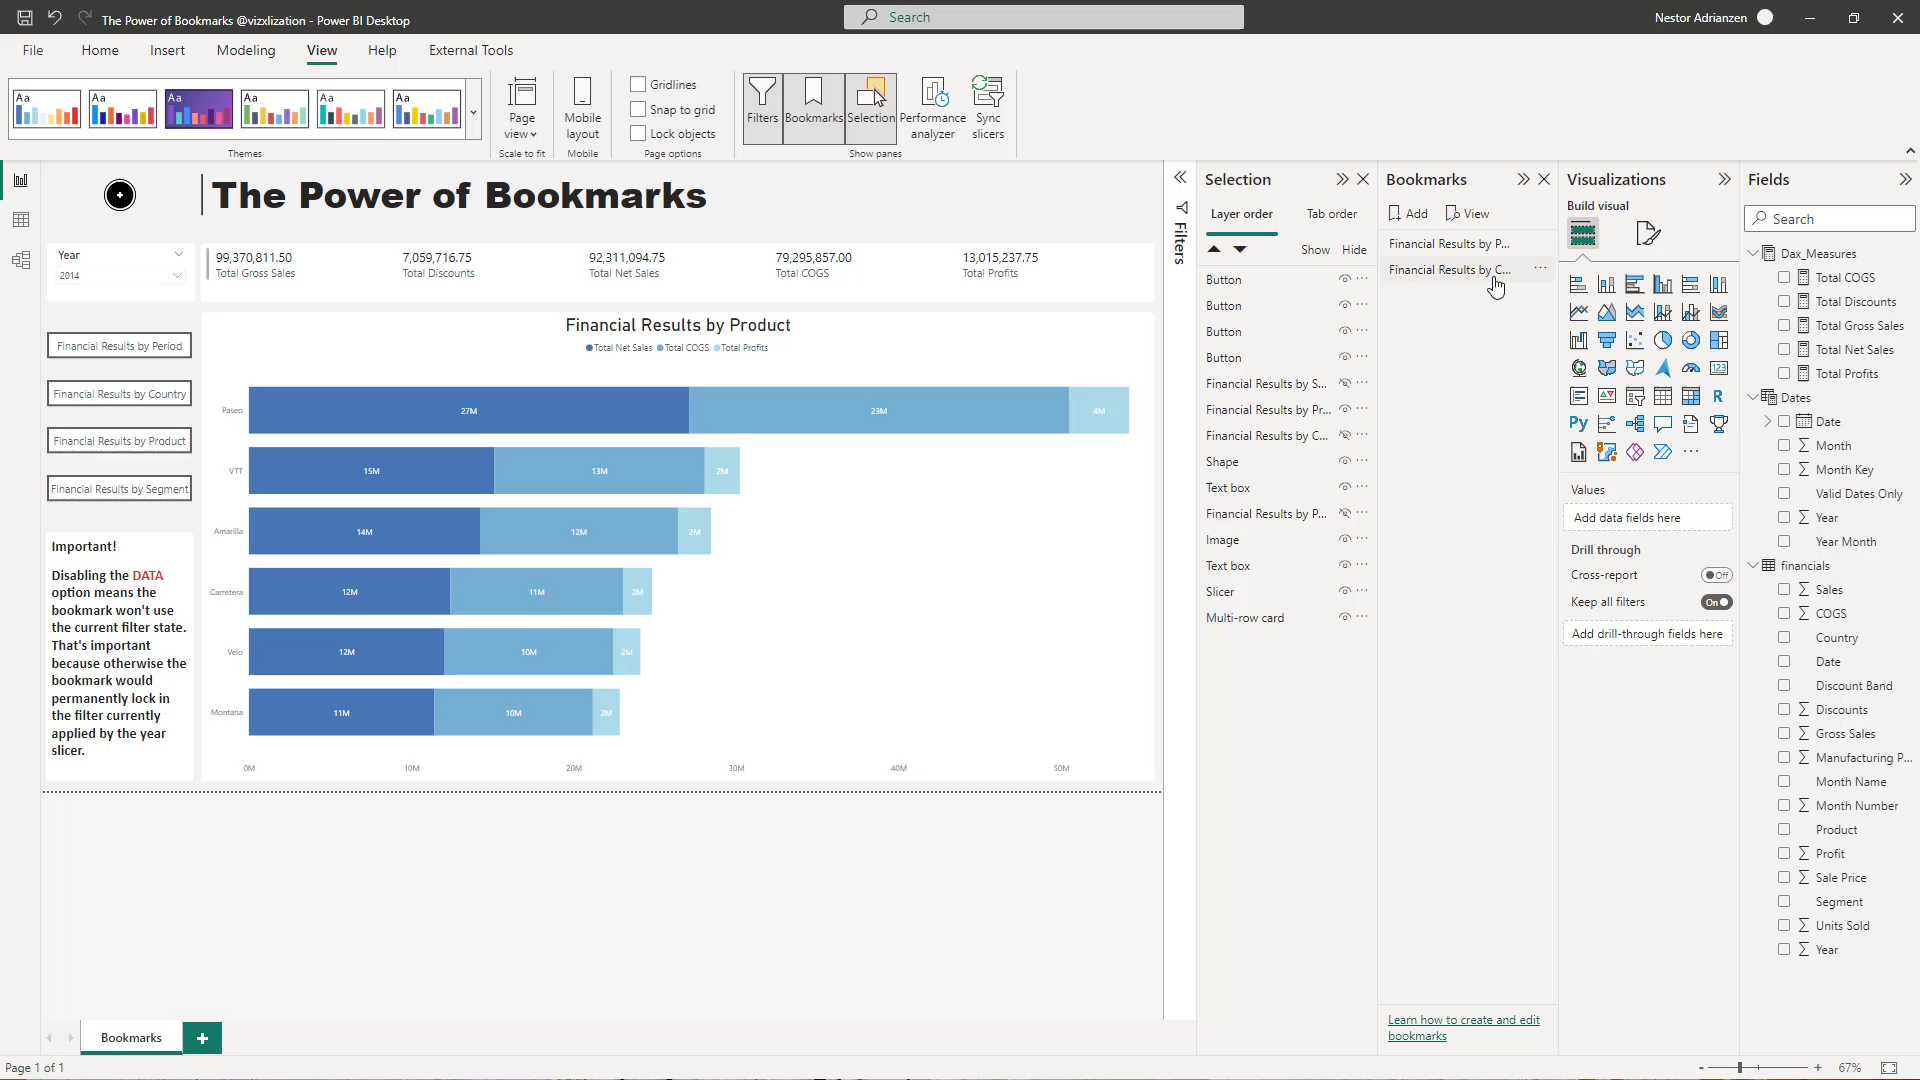 The Power of Bookmarks @vizxlization - Power BI Desktop
Search
Nestor Adrianzen
File
Home
Insert
Modeling
View
Help
External Tools
Aa
Aa
Aa
Aa
Aa
Aa
Themes
Page view
Scale to fit
Mobile layout
Mobile
Gridlines
Snap to grid
Lock objects
Page options
Filters
Bookmarks
Selection
Performance analyzer
Sync slicers
Show panes
The Power of Bookmarks
Year
2014
99,370,811.50
Total Gross Sales
7,059,716.75
Total Discounts
92,311,094.75
Total Net Sales
79,295,857.00
Total COGS
13,015,237.75
Total Profits
Financial Results by Period
Financial Results by Country
Financial Results by Product
Financial Results by Segment
Important!
Disabling the DATA
option means the
bookmark won't use
the current filter state.
That's important
because otherwise the
bookmark would
permanently lock in
the filter currently
applied by the year
slicer.
Financial Results by Product
Total Net Sales Total COGS Total Profits
Paseo 27M 23M 4M
VTT 15M 13M 2M
Amarilla 14M 12M 2M
Carretera 12M 11M 2M
Velo 12M 10M 2M
Montana 11M 10M 2M
0M 10M 20M 30M 40M 50M
Filters
Selection
Layer order
Tab order
Show
Hide
Button
Button
Button
Button
Financial Results by S...
Financial Results by Pr...
Financial Results by C...
Shape
Text box
Financial Results by P...
Image
Text box
Slicer
Multi-row card
Bookmarks
Add
View
Financial Results by P...
Financial Results by C...
Learn how to create and edit
bookmarks
Visualizations
Build visual
123
R
Py
Values
Add data fields here
Drill through
Cross-report
Off
Keep all filters
On
Add drill-through fields here
Fields
Search
Dax_Measures
Total COGS
Total Discounts
Total Gross Sales
Total Net Sales
Total Profits
Dates
Date
Month
Month Key
Valid Dates Only
Year
Year Month
financials
Sales
COGS
Country
Date
Discount Band
Discounts
Gross Sales
Manufacturing P...
Month Name
Month Number
Product
Profit
Sale Price
Segment
Units Sold
Year
Bookmarks
Page 1 of 1
67%